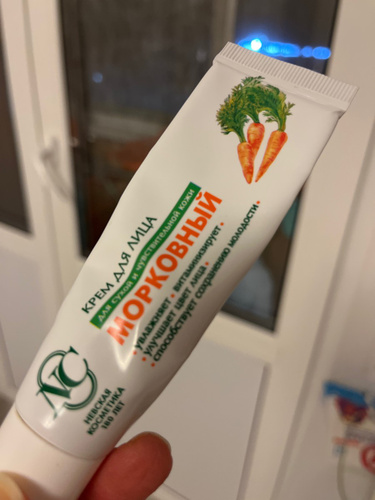 КРЕМ ДЛЯ ЛИЦА
для сухой и чувствительной кожи
МОРКОВНЫЙ
• увлажняет • витаминизирует •
• улучшает цвет лица •
• способствует сохранению молодости •
НС
НЕВСКАЯ
КОСМЕТИКА
180 ЛЕТ